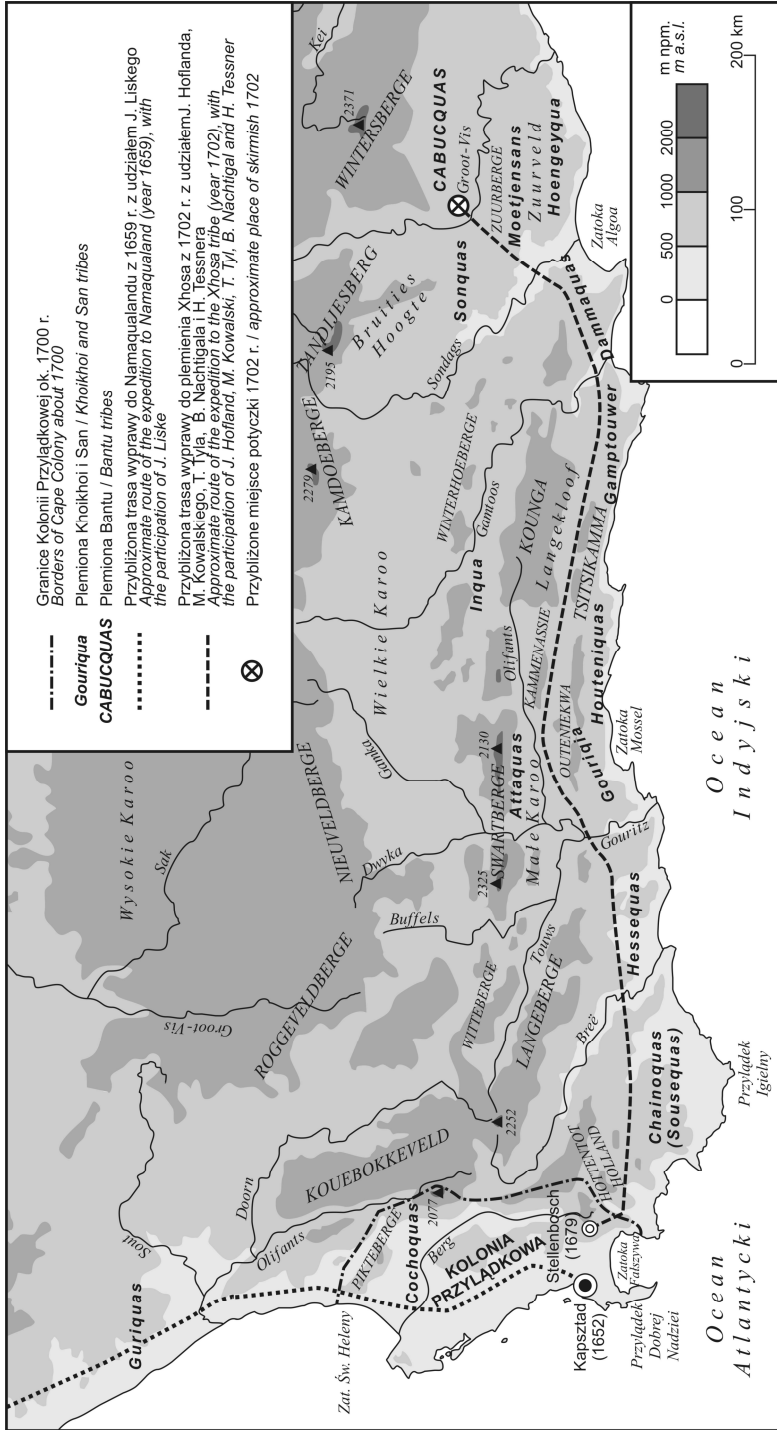 Granice Kolonii Przylądkowej ok. 1700 r.
Borders of Cape Colony about 1700
Gouriqua
Plemiona Khoikhoi i San / Khoikhoi and San tribes
CABUCQUAS
Plemiona Bantu / Bantu tribes
Przybliżona trasa wyprawy do Namaqualandu z 1659 r. z udziałem J. Liskego
Approximate route of the expedition to Namaqualand (year 1659), with
the participation of J. Liske
Przybliżona trasa wyprawy do plemienia Xhosa z 1702 r. z udziałemJ. Hoflanda,
M. Kowalskiego, T. Tyla, B. Nachtigala i H. Tessnera
Approximate route of the expedition to the Xhosa tribe (year 1702), with
the participation of J. Hofland, M. Kowalski, T. Tyl, B. Nachtigal and H. Tessner
Przybliżone miejsce potyczki 1702 r. / approximate place of skirmish 1702
m npm.
m a.s.l.
0
500
1000
2000
0
100
200 km
Wysokie Karoo
Sak
Groot-Vis
ROGGEVELDBERGE
NIEUVELDBERGE
Sout
Doorn
Olifants
Guriquas
KOUEBOKKEVELD
Zat. Św. Heleny
PIKTEBERGE
Cochoquas
2077
Berg
KOLONIA
PRZYLĄDKOWA
Stellenbosch
(1679)
Kapsztad
(1652)
Zatoka
Fałszywa
Przylądek
Dobrej
Nadziei
Ocean
Atlantycki
HOTTENTOT
HOLLAND
2252
Chainoquas
(Sousequas)
Przylądek
Igielny
Breë
LANGEBERGE
WITTEBERGE
Touws
Buffels
Dwyka
Gamka
2325
SWARTBERGE
2130
Attaquas
Małe Karoo
Hessequas
Gouritz
Gouriqia
OUTENIEKWA
Zatoka
Mossel
Houteniquas
KAMMENASSIE
Olifants
Wielkie Karoo
Inqua
KOUNGA
Langekloof
TSITSIKAMMA
Gamptouwer
Gamtoos
WINTERHOEBERGE
2279
KAMDOEBERGE
2195
TANDIJESBERG
Bruities
Hoogte
Sondags
Sonquas
Dammaquas
Zatoka
Algoa
ZUURBERGE
Moetjensans
Zuurveld
Hoengeyqua
Groot-Vis
CABUCQUAS
WINTERSBERGE
2371
Kei
Ocean
Indyjski